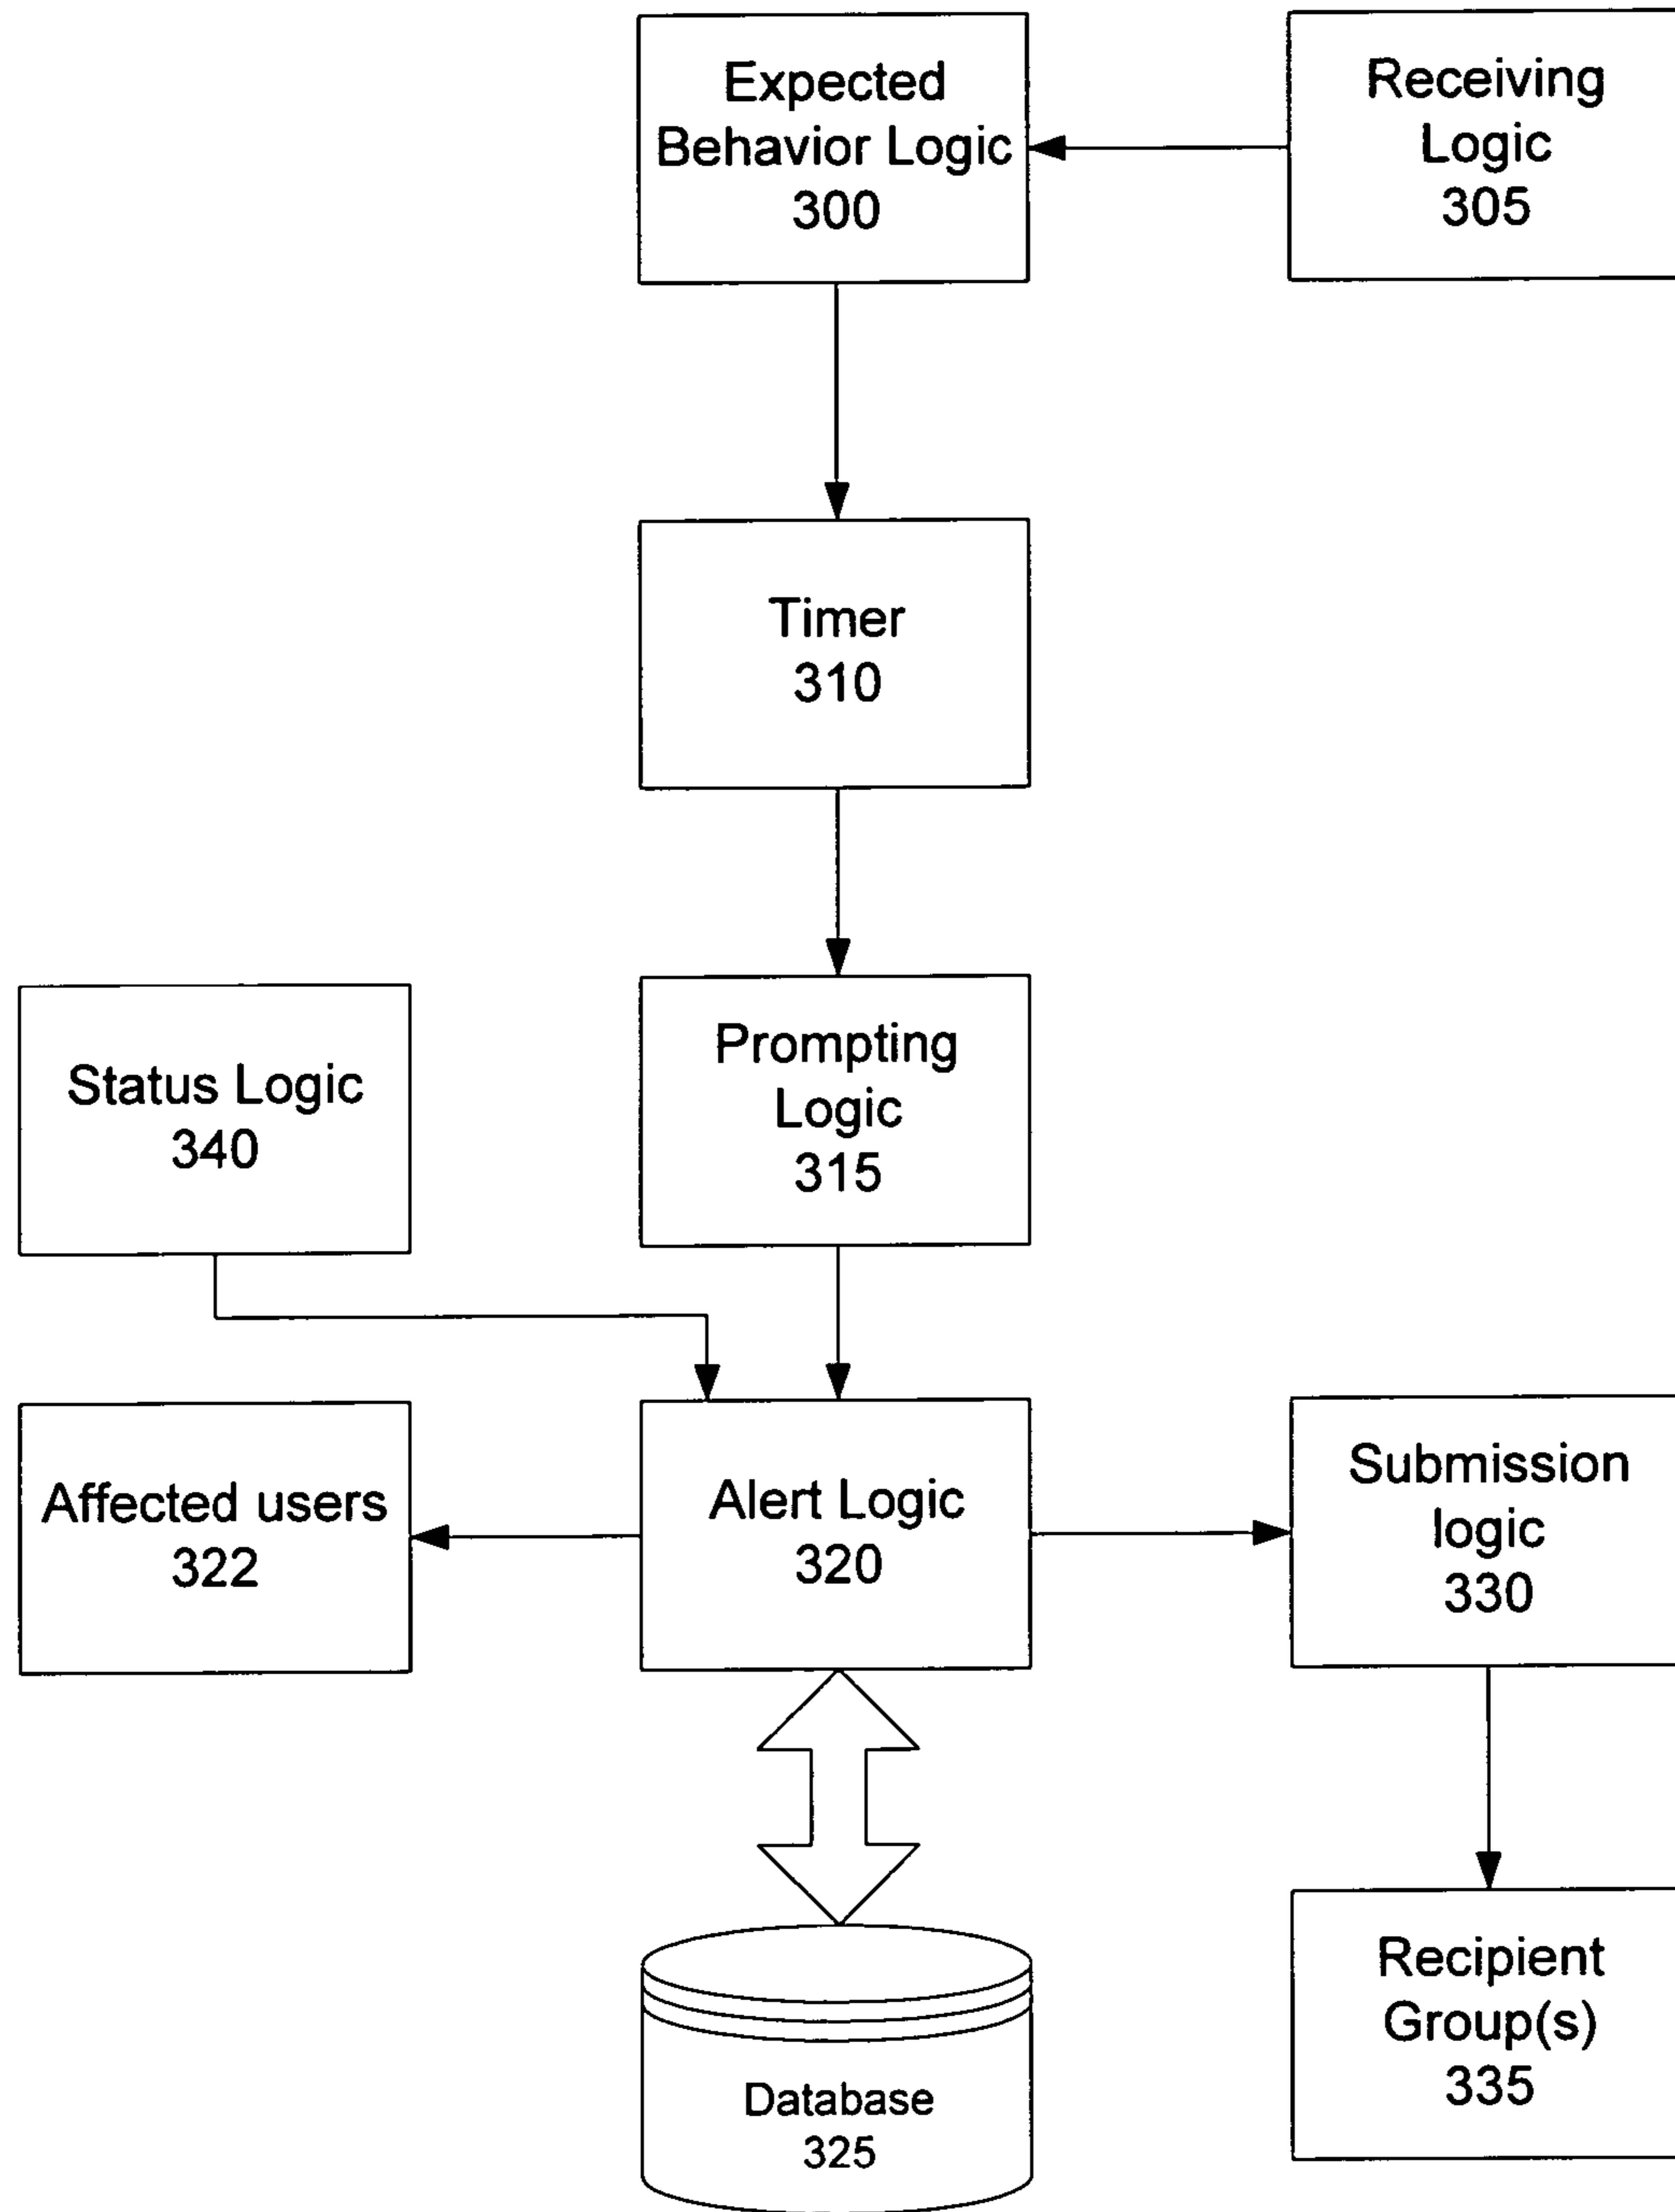 Expected
Behavior Logic
300
Receiving
Logic
305
Timer
310
Status Logic
340
Prompting
Logic
315
Affected users
322
Alert Logic
320
Submission
logic
330
Database
325
Recipient
Group(s)
335